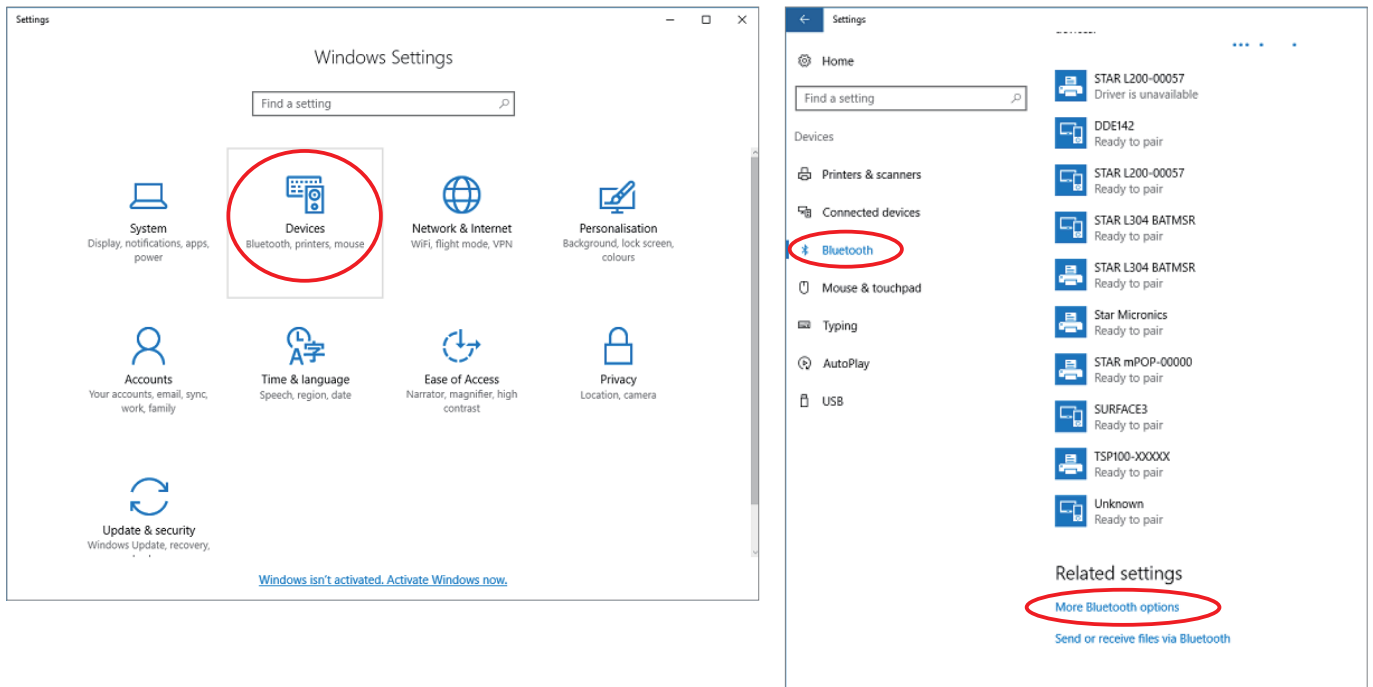 Settings
Windows Settings
Find a setting
System
Display, notifications, apps,
power
Devices
Bluetooth, printers, mouse
Network & Internet
WiFi, flight mode, VPN
Personalisation
Background, lock screen,
colours
Accounts
Your accounts, email, sync,
work, family
Time & language
Speech, region, date
Ease of Access
Narrator, magnifier, high
contrast
Privacy
Location, camera
Update & security
Windows Update, recovery,
Windows isn't activated. Activate Windows now.
Settings
Home
Find a setting
Devices
Printers & scanners
Connected devices
Bluetooth
Mouse & touchpad
Typing
AutoPlay
USB
STAR L200-00057
Driver is unavailable
DDE142
Ready to pair
STAR L200-00057
Ready to pair
STAR L304 BATMSR
Ready to pair
STAR L304 BATMSR
Ready to pair
Star Micronics
Ready to pair
STAR mPOP-00000
Ready to pair
SURFACE3
Ready to pair
TSP100-XXXXX
Ready to pair
Unknown
Ready to pair
Related settings
More Bluetooth options
Send or receive files via Bluetooth